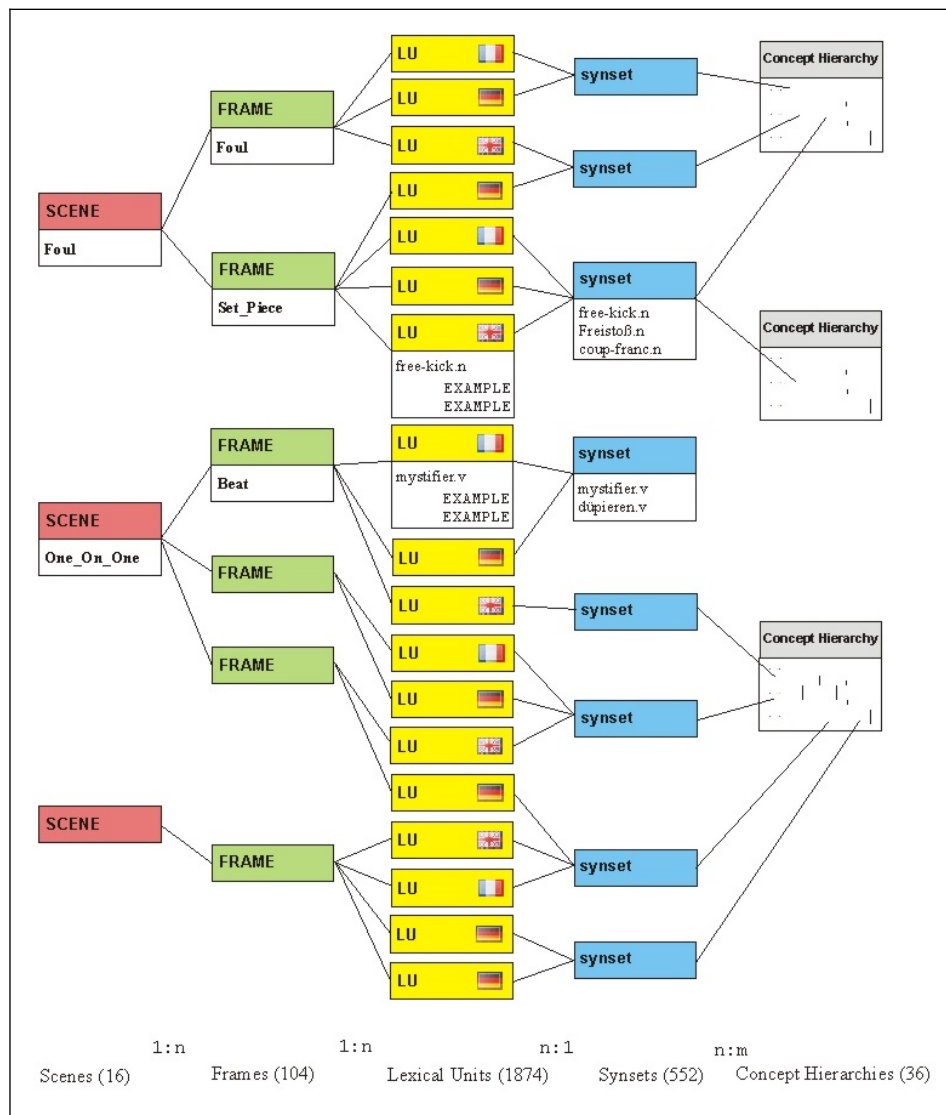 LU
Concept Hierarchy
synset
LU
FRAME
Foul
LU
synset
LU
SCENE
Foul
LU
FRAME
Set_Piece
synset
free-kick.n
Freistoß.n
coup-franc.n
LU
LU
free-kick.n
EXAMPLE
EXAMPLE
Concept Hierarchy
FRAME
Beat
LU
mystifier.v
EXAMPLE
EXAMPLE
synset
mystifier.v
düpieren.v
SCENE
One_On_One
LU
FRAME
LU
synset
Concept Hierarchy
FRAME
LU
LU
synset
LU
LU
SCENE
FRAME
LU
synset
LU
LU
synset
LU
1:n
1:n
n:1
n:m
Scenes (16)
Frames (104)
Lexical Units (1874)
Synsets (552)
Concept Hierarchies (36)